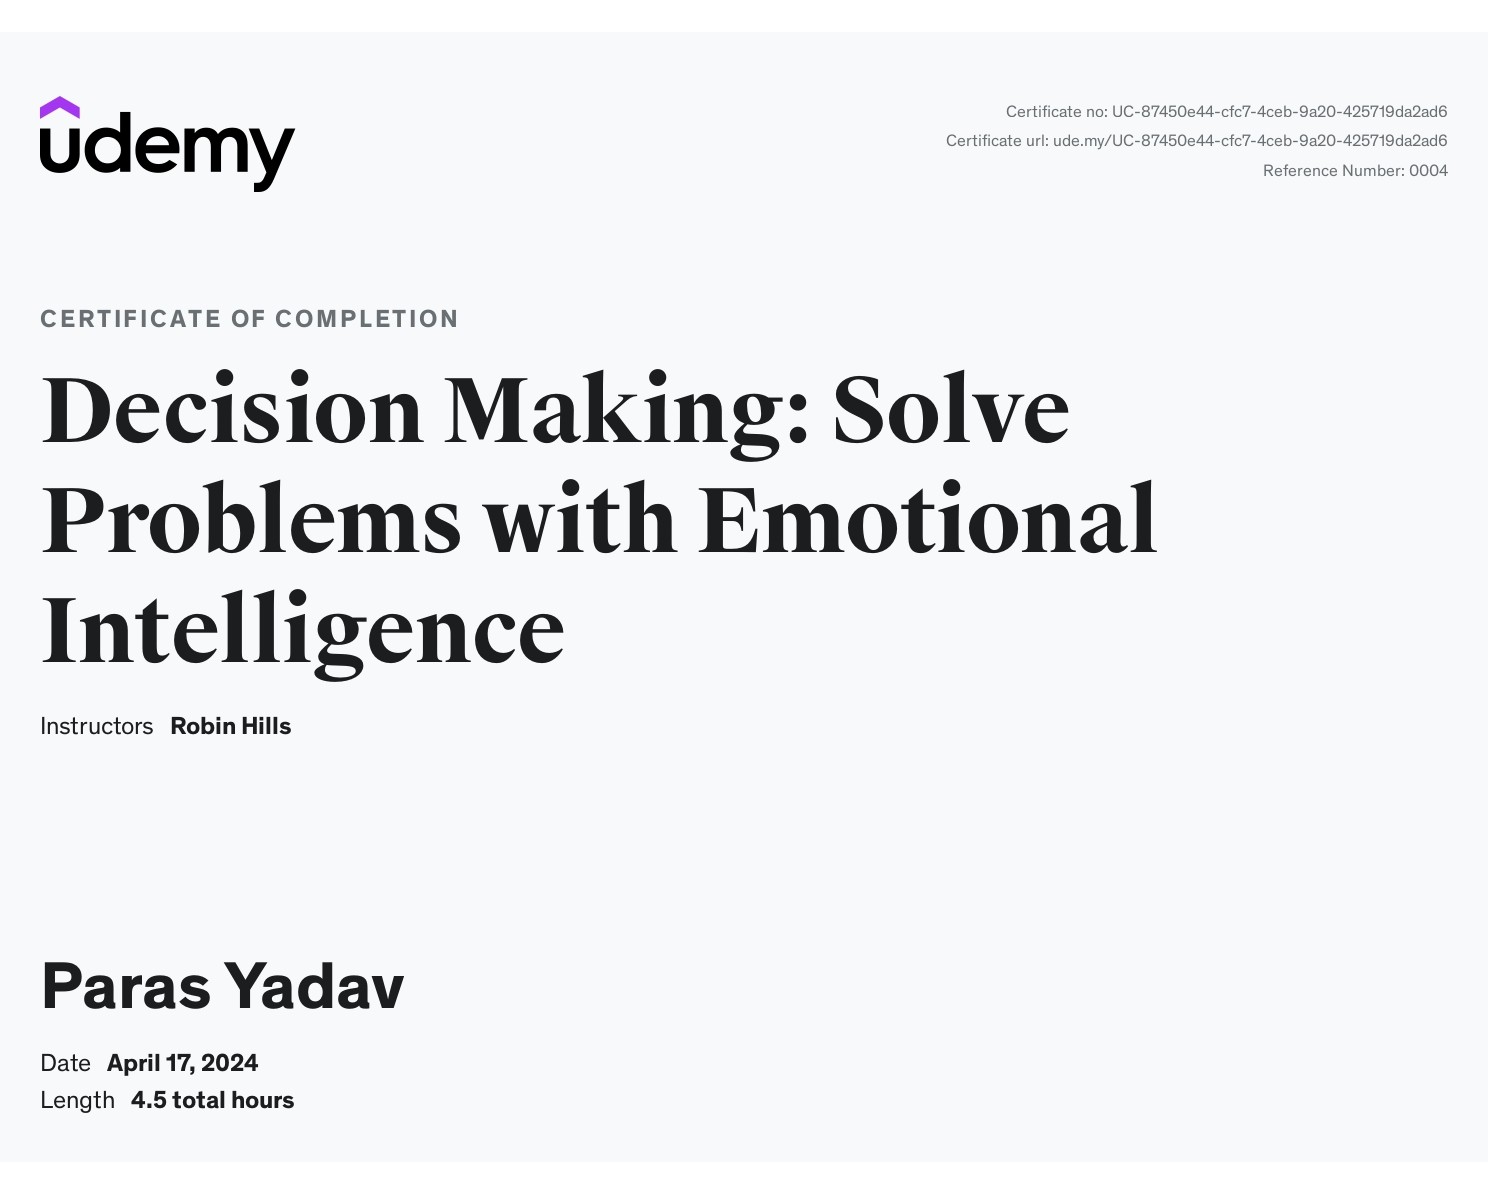 udemy
Certificate no: UC-87450e44-cfc7-4ceb-9a20-425719da2ad6
Certificate url: ude.my/UC-87450e44-cfc7-4ceb-9a20-425719da2ad6
Reference Number: 0004
CERTIFICATE OF COMPLETION
Decision Making: Solve
Problems with Emotional
Intelligence
Instructors Robin Hills
Paras Yadav
Date April 17, 2024
Length 4.5 total hours